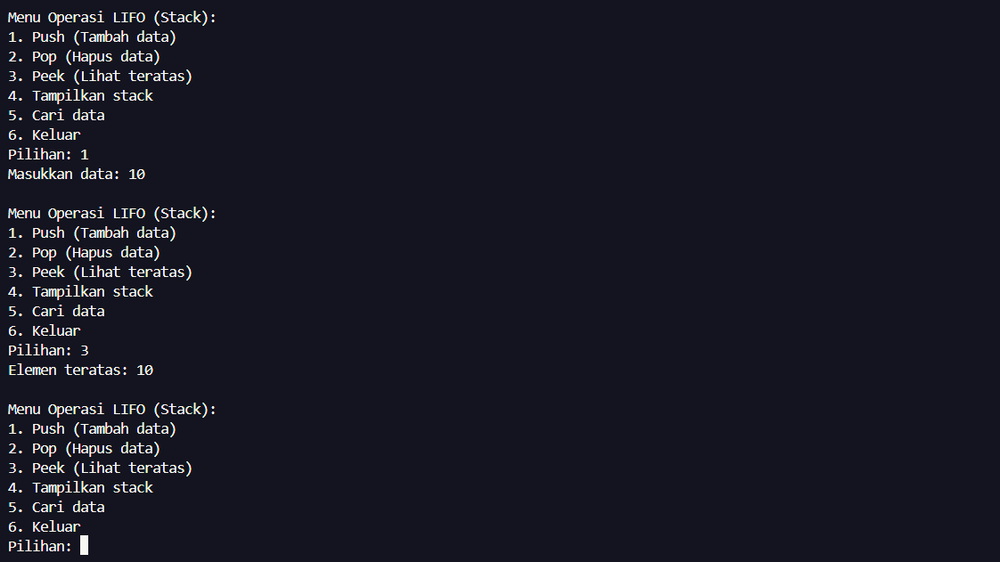 Menu Operasi LIFO (Stack):
1. Push (Tambah data)
2. Pop (Hapus data)
3. Peek (Lihat teratas)
4. Tampilkan stack
5. Cari data
6. Keluar
Pilihan: 1
Masukkan data: 10

Menu Operasi LIFO (Stack):
1. Push (Tambah data)
2. Pop (Hapus data)
3. Peek (Lihat teratas)
4. Tampilkan stack
5. Cari data
6. Keluar
Pilihan: 3
Elemen teratas: 10

Menu Operasi LIFO (Stack):
1. Push (Tambah data)
2. Pop (Hapus data)
3. Peek (Lihat teratas)
4. Tampilkan stack
5. Cari data
6. Keluar
Pilihan: